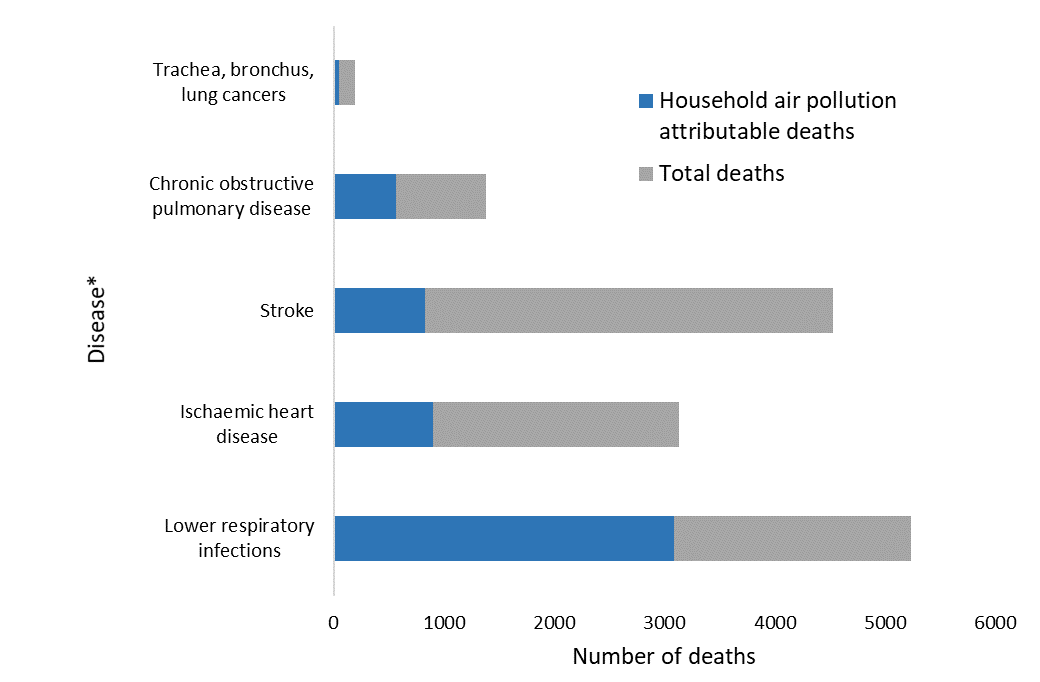 Trachea, bronchus,
lung cancers
Household air pollution
attributable deaths
Total deaths
Chronic obstructive
pulmonary disease
Disease*
Stroke
Ischaemic heart
disease
Lower respiratory
infections
0 1000 2000 3000 4000 5000 6000
Number of deaths